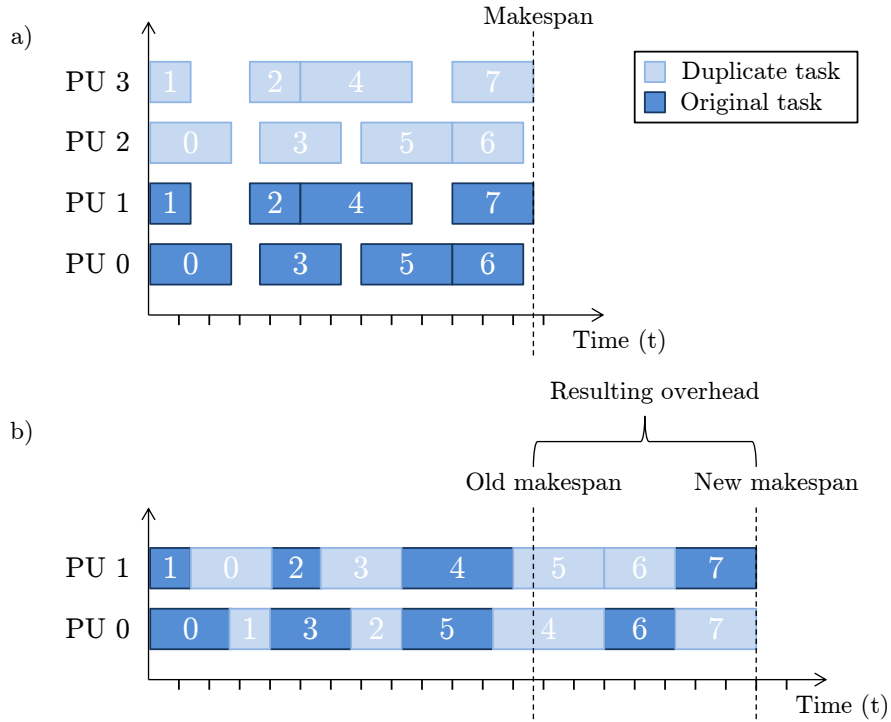 Makespan
a)
PU 3 1 2 4 7
Duplicate task
Original task
PU 2 0 3 5 6
PU 1 1 2 4 7
PU 0 0 3 5 6
Time (t)
Resulting overhead
b)
Old makespan New makespan
PU 1 1 0 2 3 4 5 6 7
PU 0 0 1 3 2 5 4 6 7
Time (t)